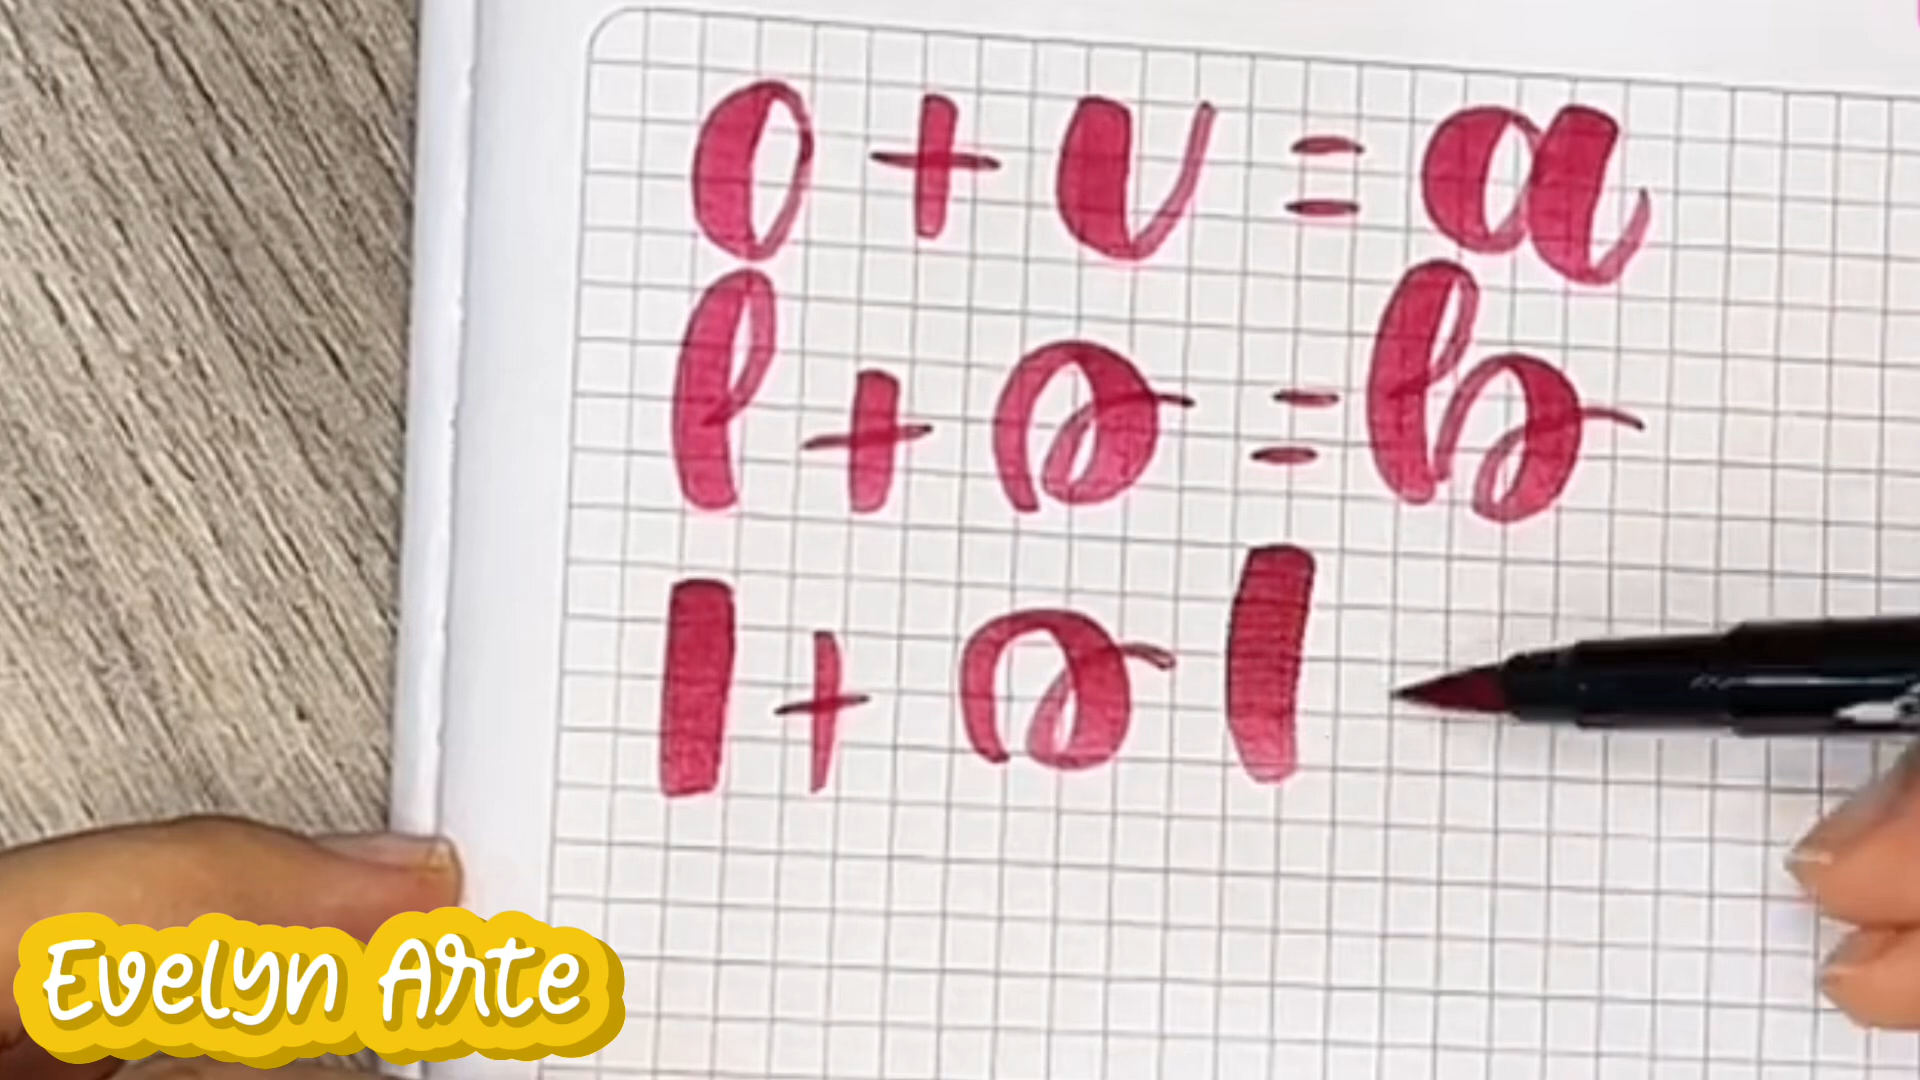 o + v = a
l + = b
l + l
Evelyn Arte